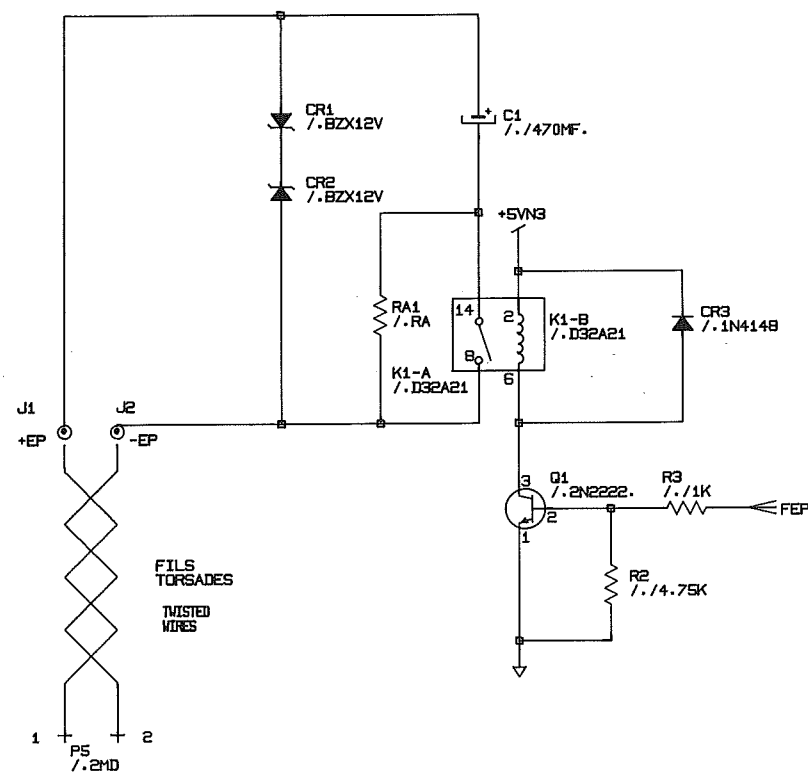 CR1
/.BZX12V
C1
/./470MF.
+
CR2
/.BZX12V
+5VN3
RA1
/.RA
14
2
K1-B
/.D32A21
CR3
/.1N4148
8
K1-A
/.D32A21
6
J1
J2
+EP
-EP
3
Q1
/.2N2222.
R3
/./1K
2
FEP
1
FILS
TORSADES
R2
/./4.75K
TWISTED
WIRES
1
2
P5
/.2MD